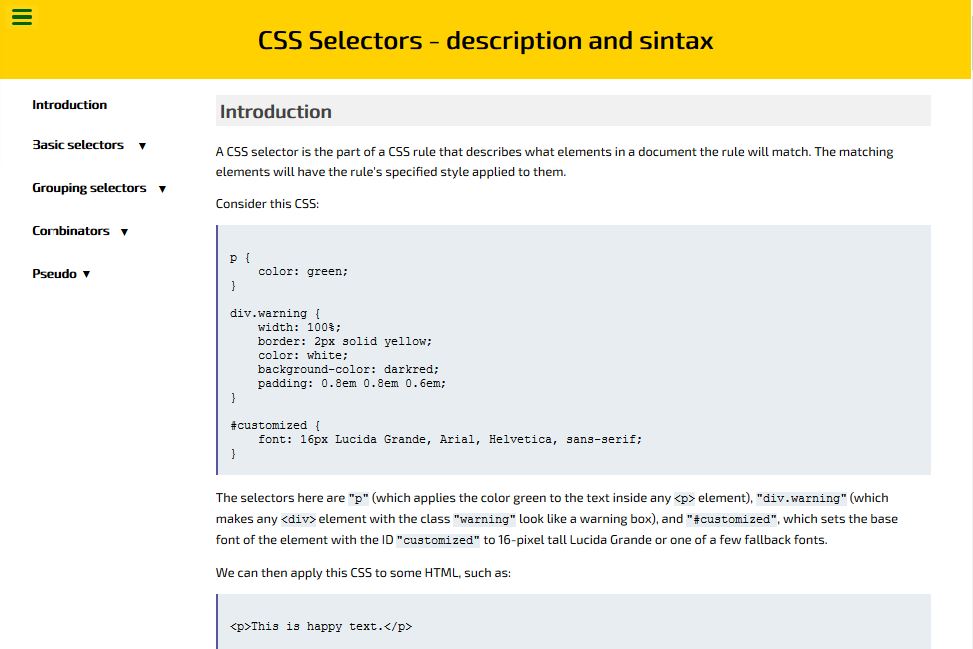 CSS Selectors - description and sintax
Introduction
Basic selectors ▼
Grouping selectors ▼
Combinators ▼
Pseudo ▼
Introduction
A CSS selector is the part of a CSS rule that describes what elements in a document the rule will match. The matching
elements will have the rule's specified style applied to them.
Consider this CSS:
p {
    color: green;
}
div.warning {
    width: 100%;
    border: 2px solid yellow;
    color: white;
    background-color: darkred;
    padding: 0.8em 0.8em 0.6em;
}
#customized {
    font: 16px Lucida Grande, Arial, Helvetica, sans-serif;
}
The selectors here are "p" (which applies the color green to the text inside any <p> element), "div.warning" (which
makes any <div> element with the class "warning" look like a warning box), and "#customized", which sets the base
font of the element with the ID "customized" to 16-pixel tall Lucida Grande or one of a few fallback fonts.
We can then apply this CSS to some HTML, such as:
<p>This is happy text.</p>